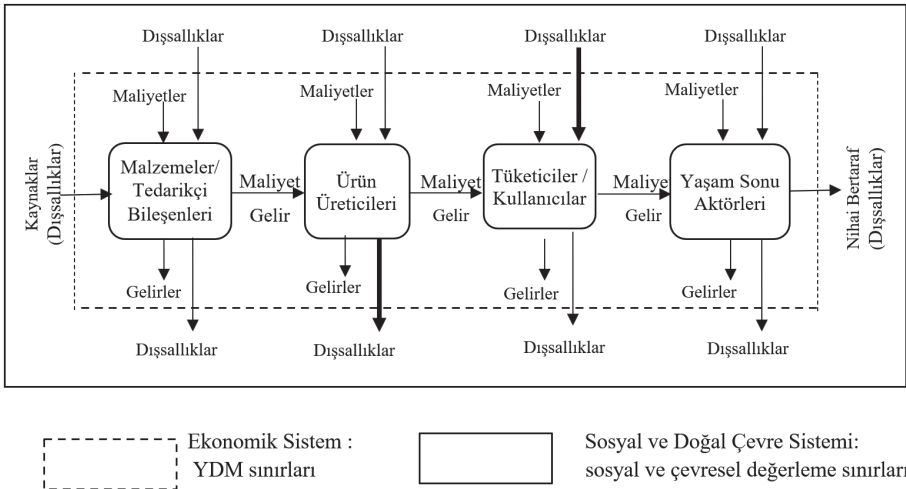 Dışsallıklar
Dışsallıklar
Dışsallıklar
Dışsallıklar
Maliyetler
Maliyetler
Maliyetler
Maliyetler
Kaynaklar
(Dışsallıklar)
Malzemeler/
Tedarikçi
Bileşenleri
Maliyet
Gelir
Ürün
Üreticileri
Maliyet
Gelir
Tüketiciler /
Kullanıcılar
Maliye
Gelir
Yaşam Sonu
Aktörleri
Nihai Bertaraf
(Dışsallıklar)
Gelirler
Gelirler
Gelirler
Gelirler
Dışsallıklar
Dışsallıklar
Dışsallıklar
Dışsallıklar
Ekonomik Sistem :
YDM sınırları
Sosyal ve Doğal Çevre Sistemi:
sosyal ve çevresel değerleme sınırları